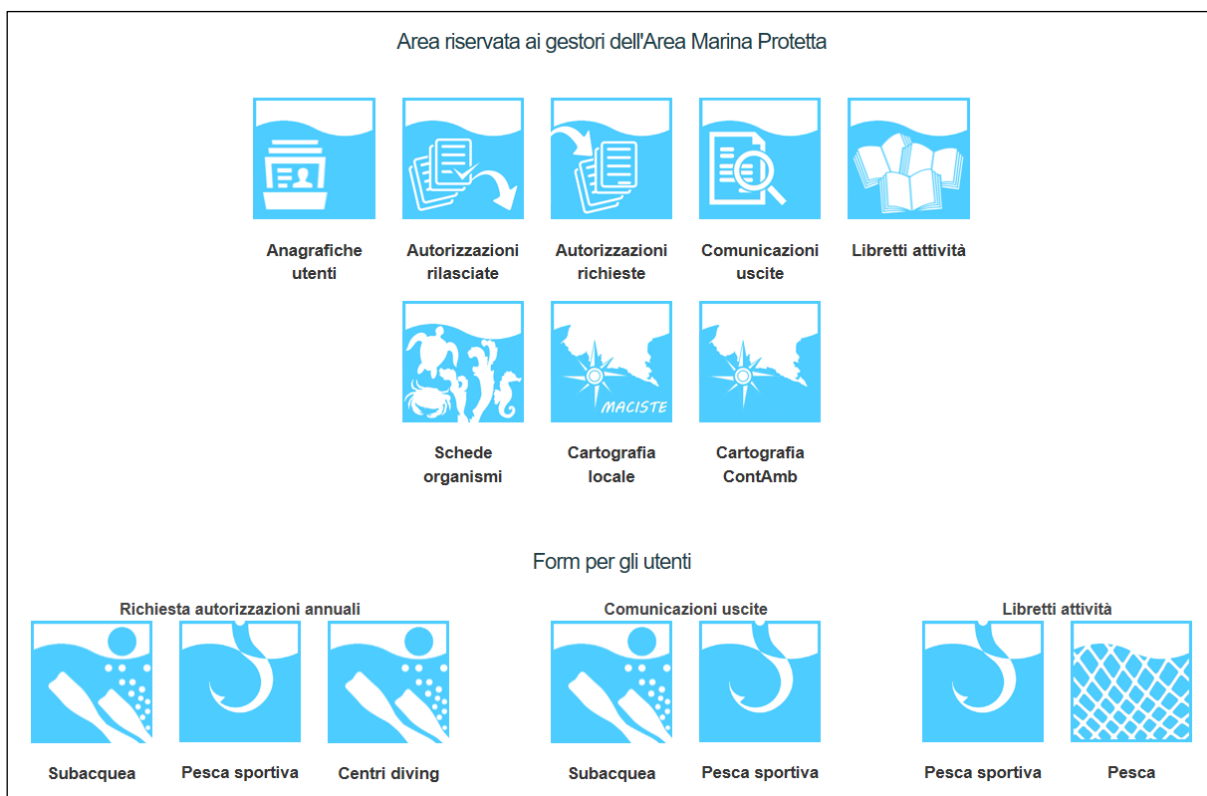 Area riservata ai gestori dell'Area Marina Protetta
Anagrafiche
utenti
Autorizzazioni
rilasciate
Autorizzazioni
richieste
Comunicazioni
uscite
Libretti attività
Schede
organismi
MACISTE
Cartografia
locale
Cartografia
ContAmb
Form per gli utenti
Richiesta autorizzazioni annuali
Subacquea
Pesca sportiva
Centri diving
Comunicazioni uscite
Subacquea
Pesca sportiva
Libretti attività
Pesca sportiva
Pesca